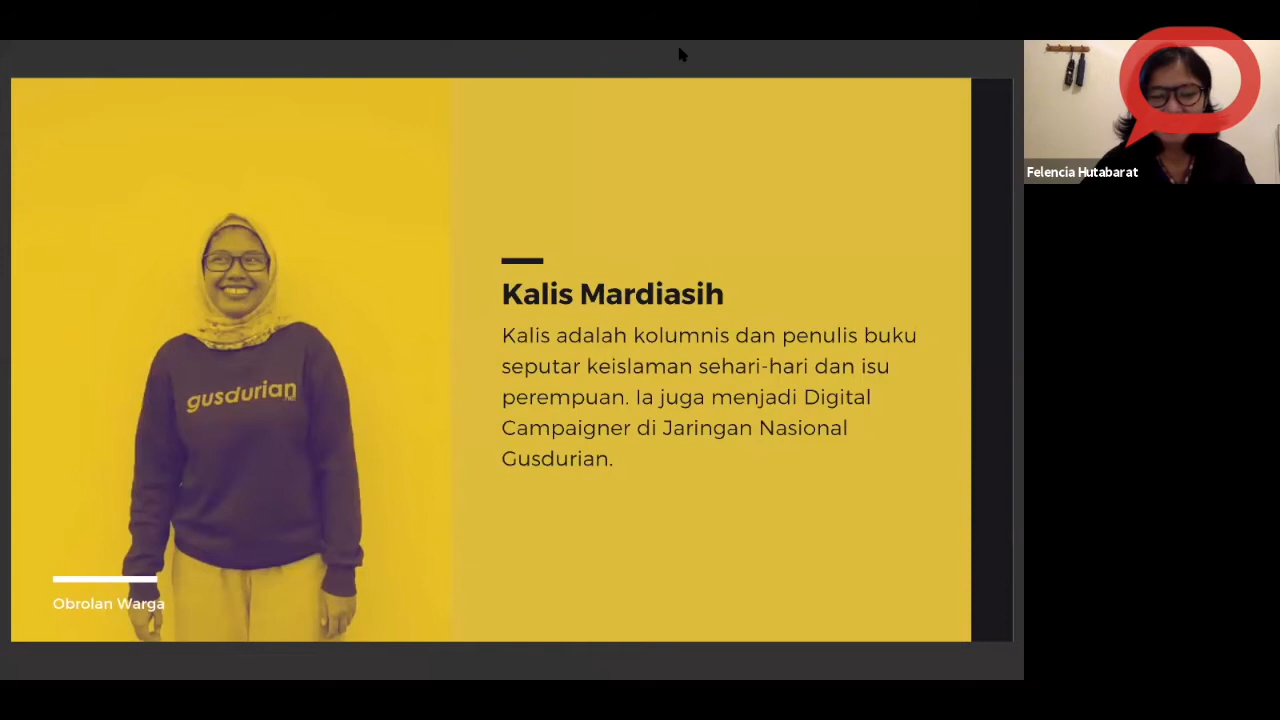 Kalis Mardiasih
Kalis adalah kolumnis dan penulis buku
seputar keislaman sehari-hari dan isu
perempuan. Ia juga menjadi Digital
Campaigner di Jaringan Nasional
Gusdurian.
gusdurian
Obrolan Warga
Felencia Hutabarat